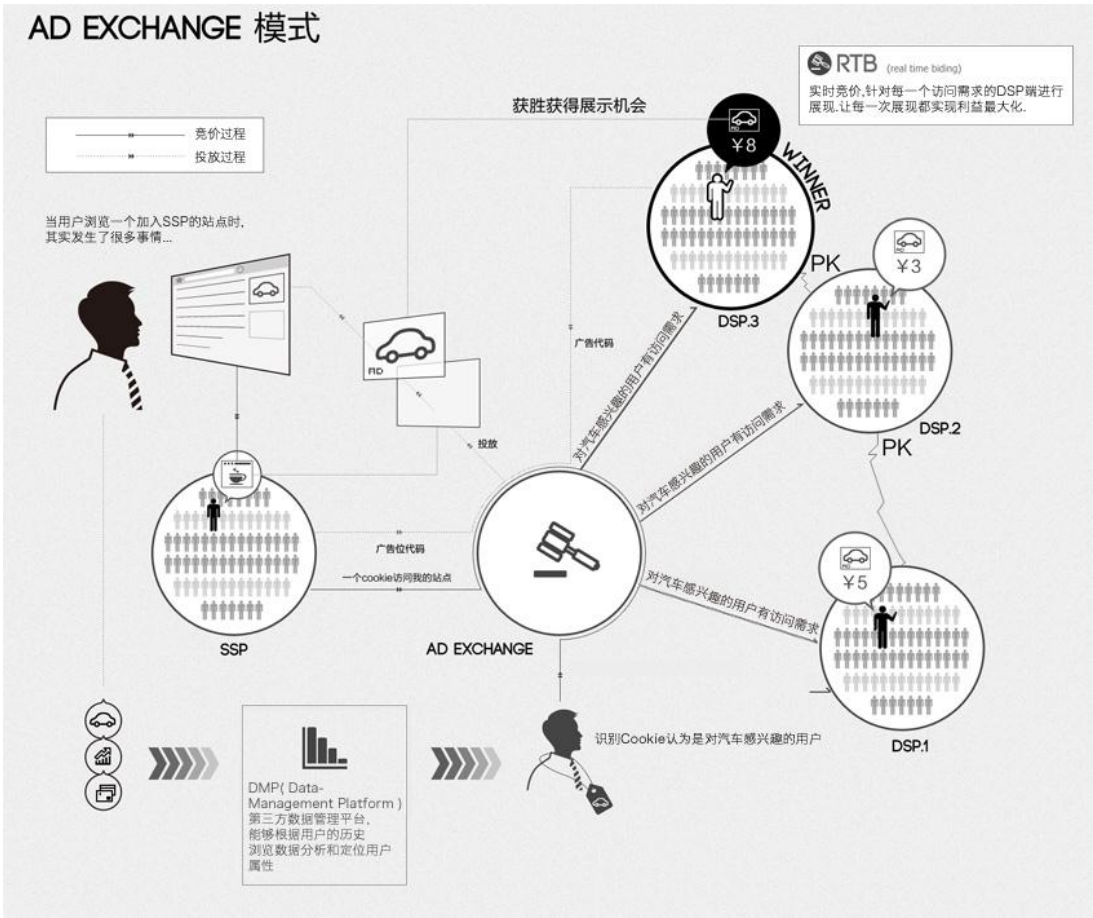 AD EXCHANGE 模式
RTB (real time biding)
实时竞价,针对每一个访问需求的DSP端进行
展现.让每一次展现都实现利益最大化.
竞价过程
投放过程
获胜获得展示机会
¥8
WINNER
当用户浏览一个加入SSP的站点时,
其实发生了很多事情...
PK
¥3
DSP.3
广告代码
对汽车感兴趣的用户有访问需求
DSP.2
PK
对汽车感兴趣的用户有访问需求
投放
广告位代码
一个cookie访问我的站点
对汽车感兴趣的用户有访问需求
¥5
SSP
AD EXCHANGE
DSP.1
识别Cookie认为是对汽车感兴趣的用户
DMP( Data-
Management Platform )
第三方数据管理平台,
能够根据用户的历史
浏览数据分析和定位用户
属性